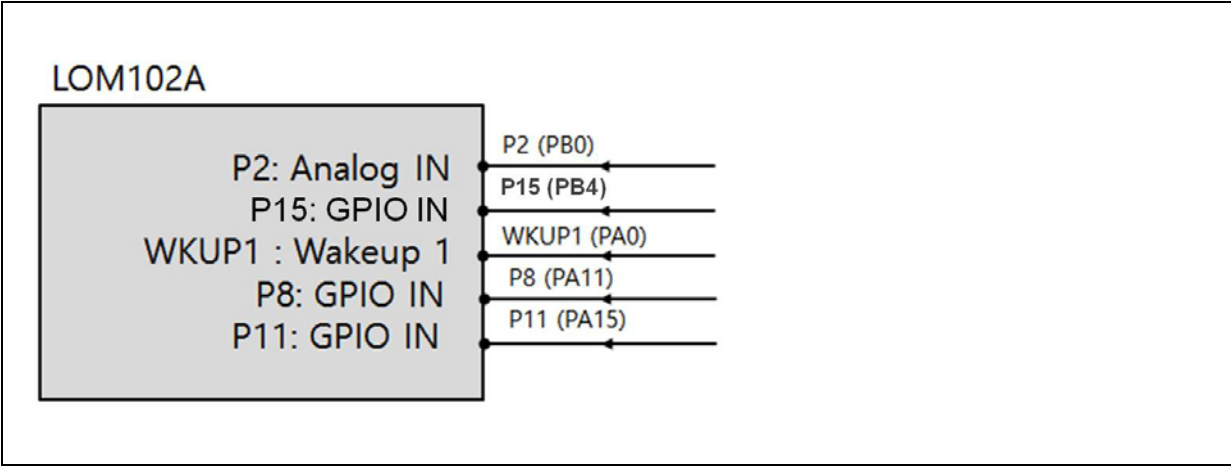 LOM102A
P2: Analog IN
P2 (PB0)
P15: GPIO IN
P15 (PB4)
WKUP1 : Wakeup 1
WKUP1 (PA0)
P8: GPIO IN
P8 (PA11)
P11: GPIO IN
P11 (PA15)